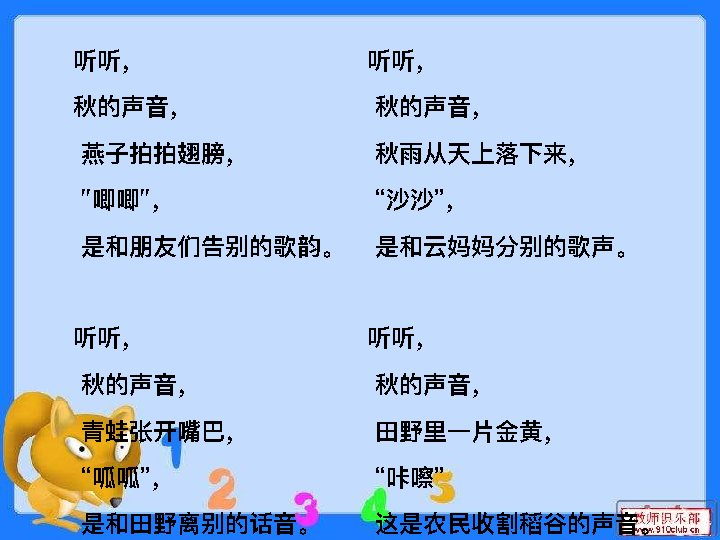 听听，
秋的声音，
燕子拍拍翅膀，
"唧唧"，
是和朋友们告别的歌韵。
听听，
秋的声音，
秋雨从天上落下来，
“沙沙”，
是和云妈妈分别的歌声。
听听，
秋的声音，
青蛙张开嘴巴，
“呱呱”，
是和田野离别的话音。
听听，
秋的声音，
田野里一片金黄，
“咔嚓”
这是农民收割稻谷的声音。
1 2 3 4 5
教师俱乐部
www.910club.cn